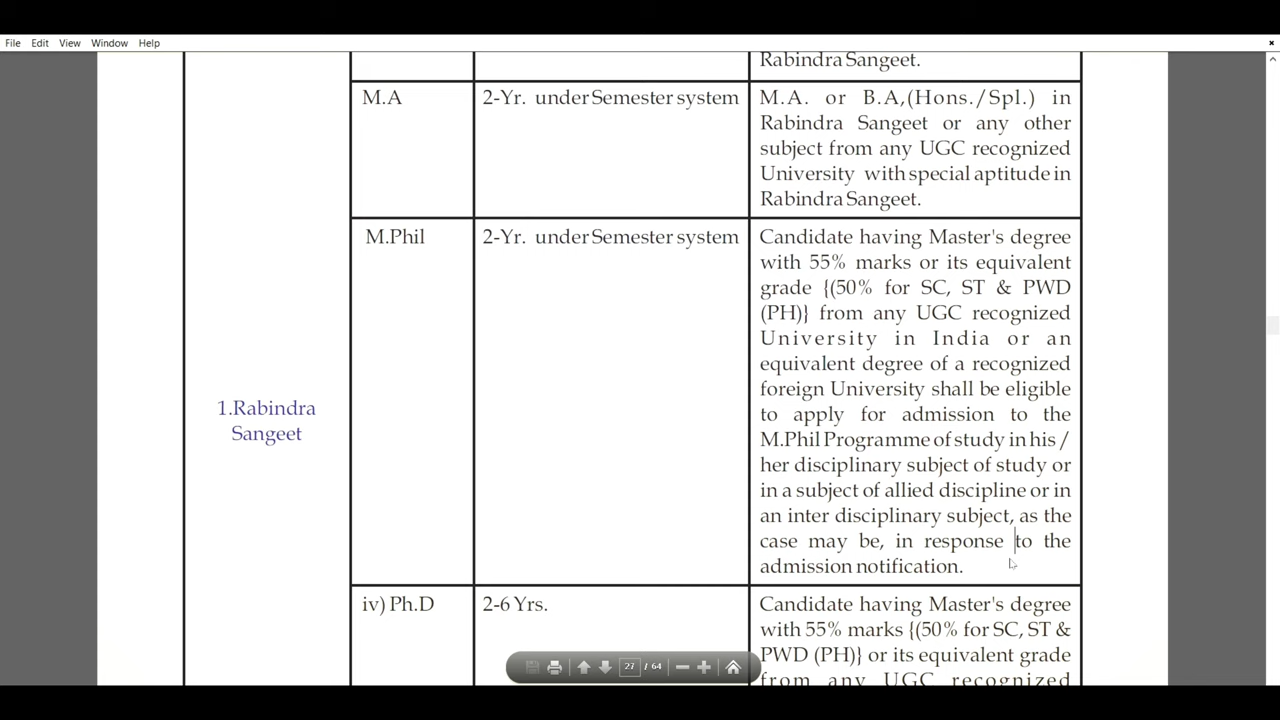 File Edit View Window Help
Rabindra Sangeet.
M.A
2-Yr. under Semester system
M.A. or B.A,(Hons./Spl.) in
Rabindra Sangeet or any other
subject from any UGC recognized
University with special aptitude in
Rabindra Sangeet.
M.Phil
2-Yr. under Semester system
Candidate having Master's degree
with 55% marks or its equivalent
grade {(50% for SC, ST & PWD
(PH)} from any UGC recognized
University in India or an
equivalent degree of a recognized
foreign University shall be eligible
to apply for admission to the
M.Phil Programme of study in his /
her disciplinary subject of study or
in a subject of allied discipline or in
an inter disciplinary subject, as the
case may be, in response to the
admission notification.
1.Rabindra
Sangeet
iv) Ph.D
2-6 Yrs.
Candidate having Master's degree
with 55% marks {(50% for SC, ST &
PWD (PH)} or its equivalent grade
from any UGC recognized
27 / 64